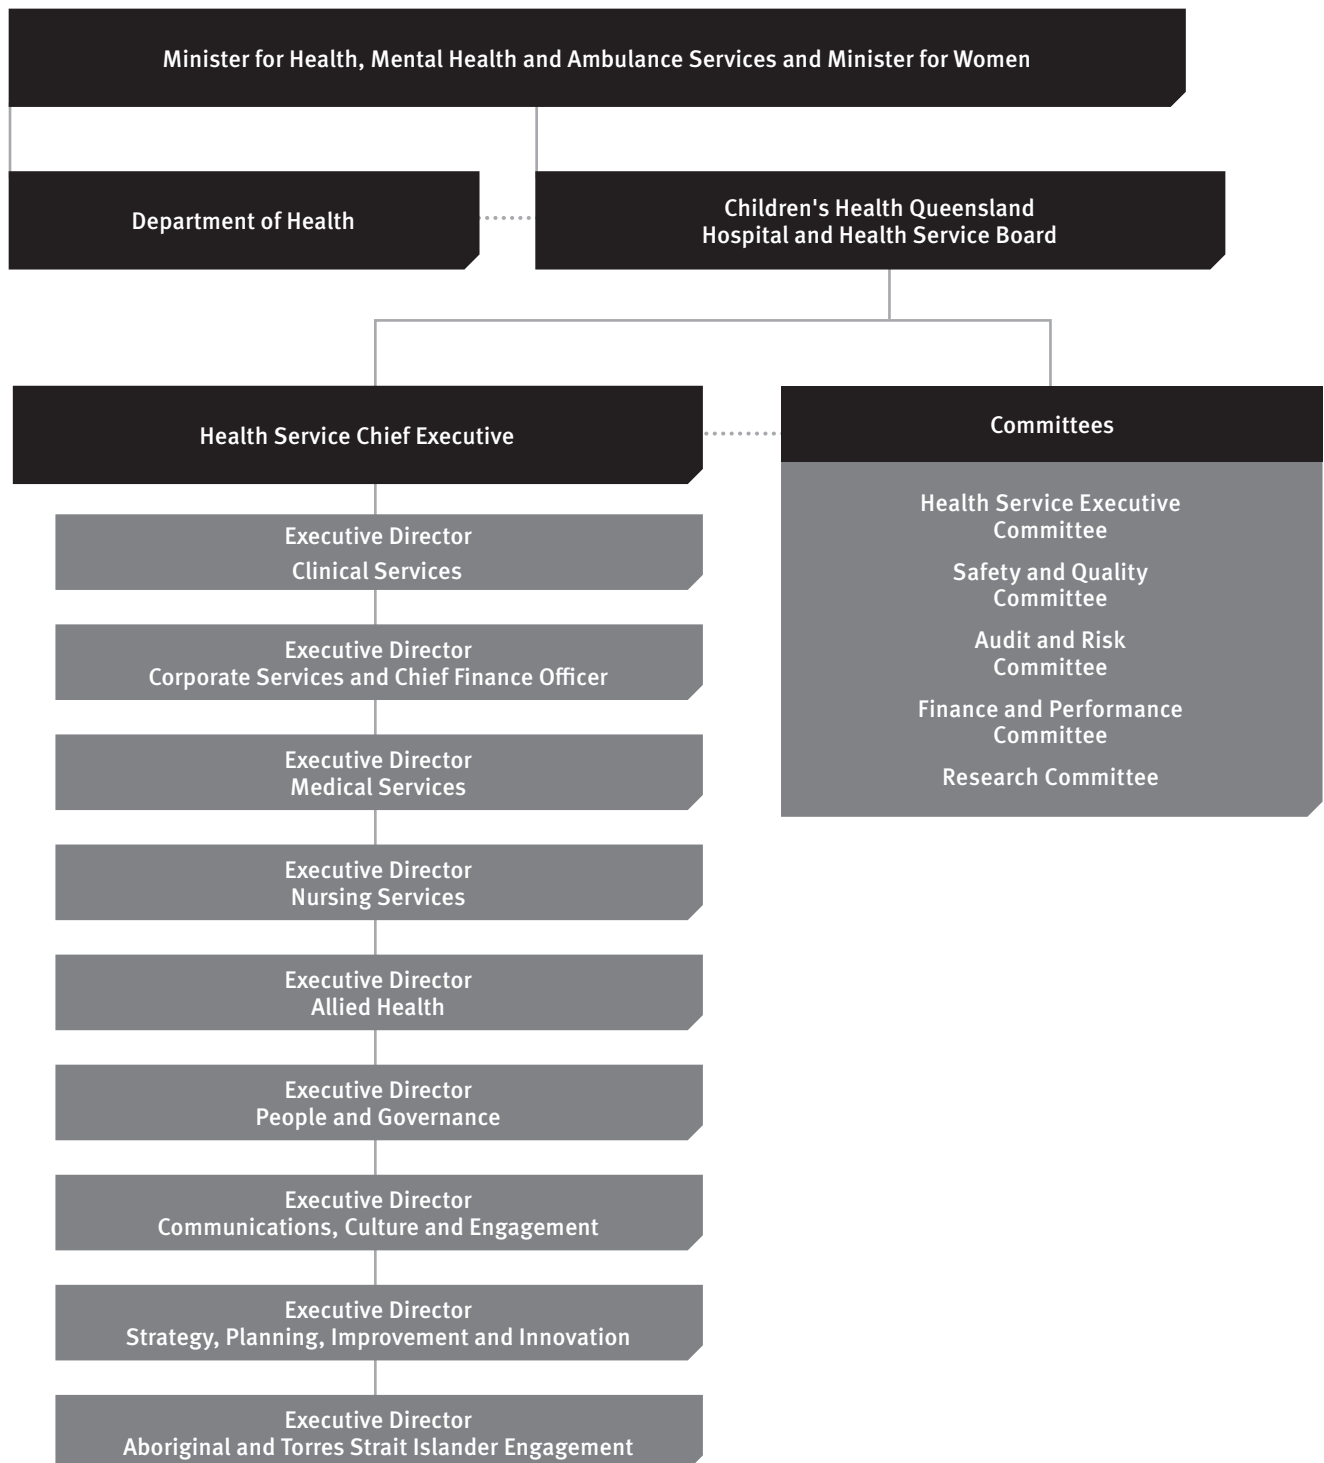 Minister for Health, Mental Health and Ambulance Services and Minister for Women
Department of Health
Children's Health Queensland
Hospital and Health Service Board
Health Service Chief Executive
Executive Director
Clinical Services
Executive Director
Corporate Services and Chief Finance Officer
Executive Director
Medical Services
Executive Director
Nursing Services
Executive Director
Allied Health
Executive Director
People and Governance
Executive Director
Communications, Culture and Engagement
Executive Director
Strategy, Planning, Improvement and Innovation
Executive Director
Aboriginal and Torres Strait Islander Engagement
Committees
Health Service Executive
Committee
Safety and Quality
Committee
Audit and Risk
Committee
Finance and Performance
Committee
Research Committee